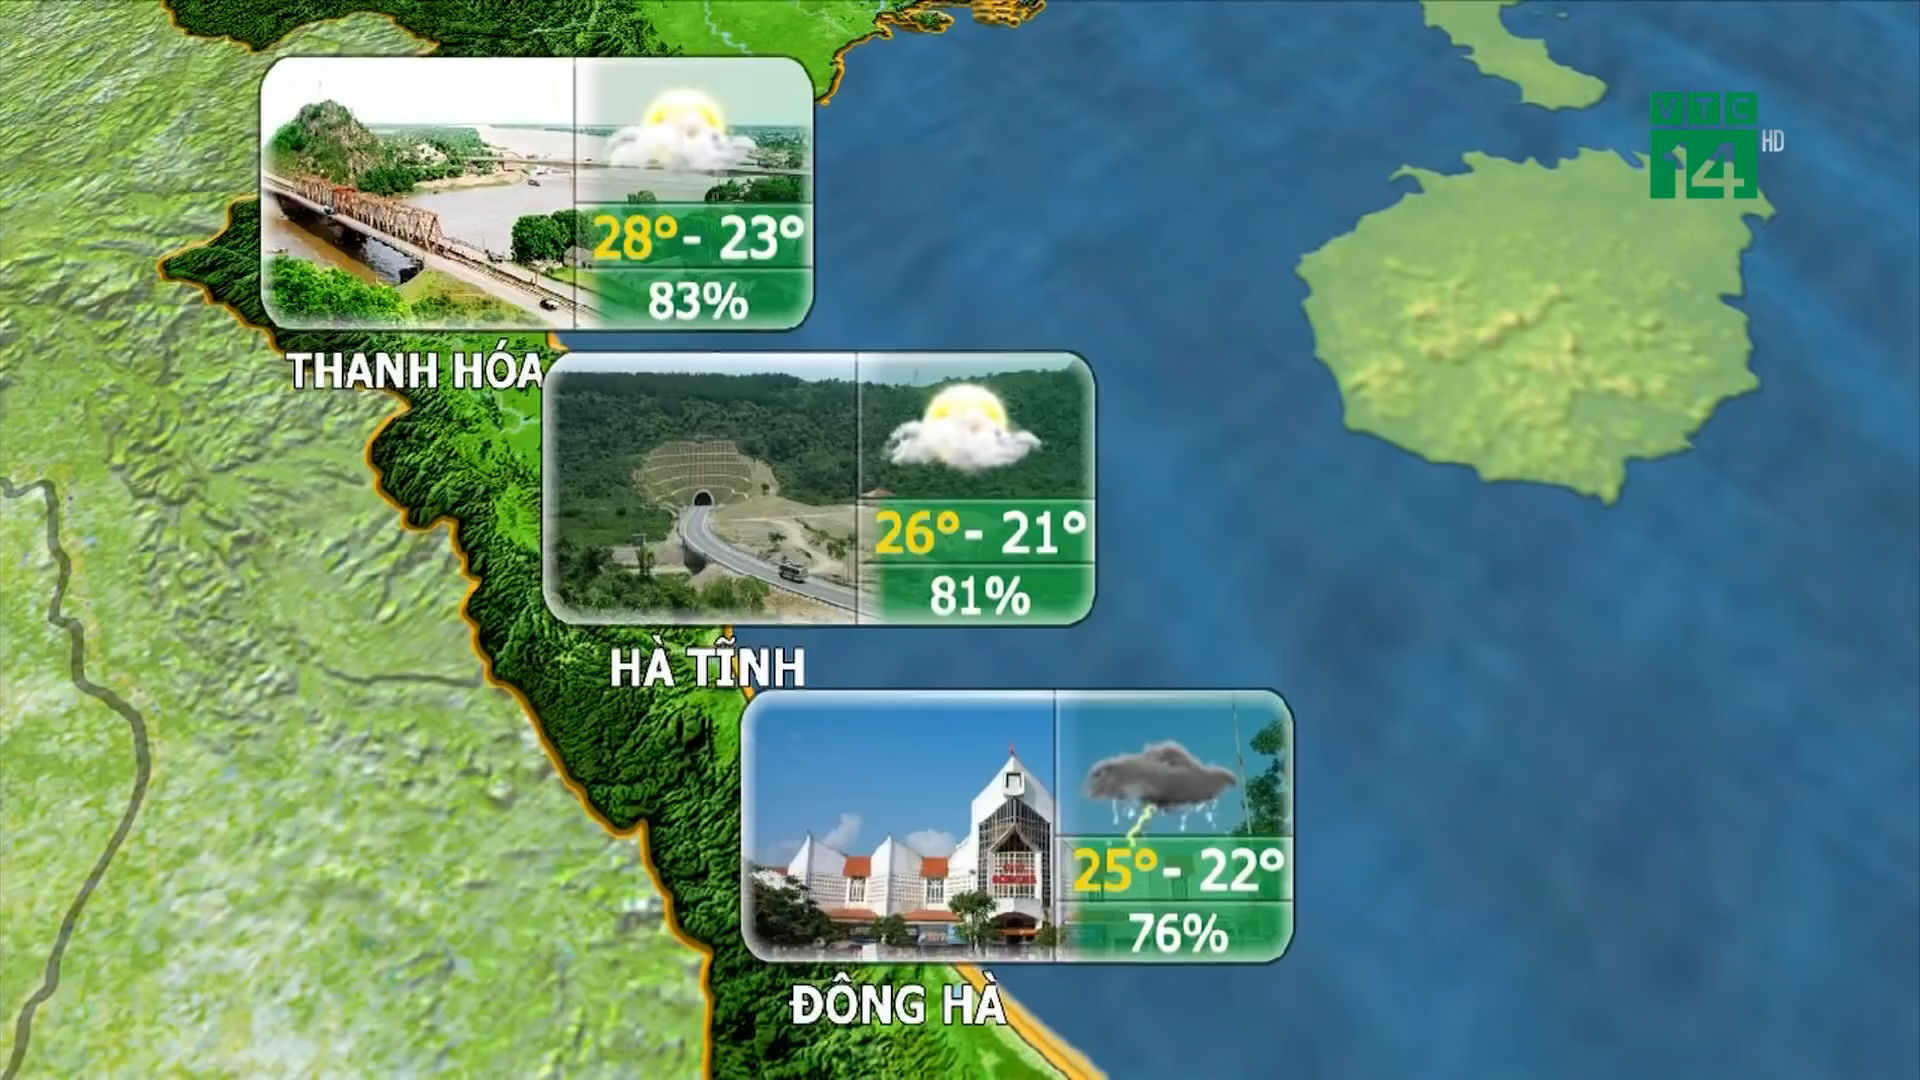 VTC
14 HD
28° - 23°
83%
THANH HÓA
26° - 21°
81%
HÀ TĨNH
25° - 22°
76%
ĐÔNG HÀ